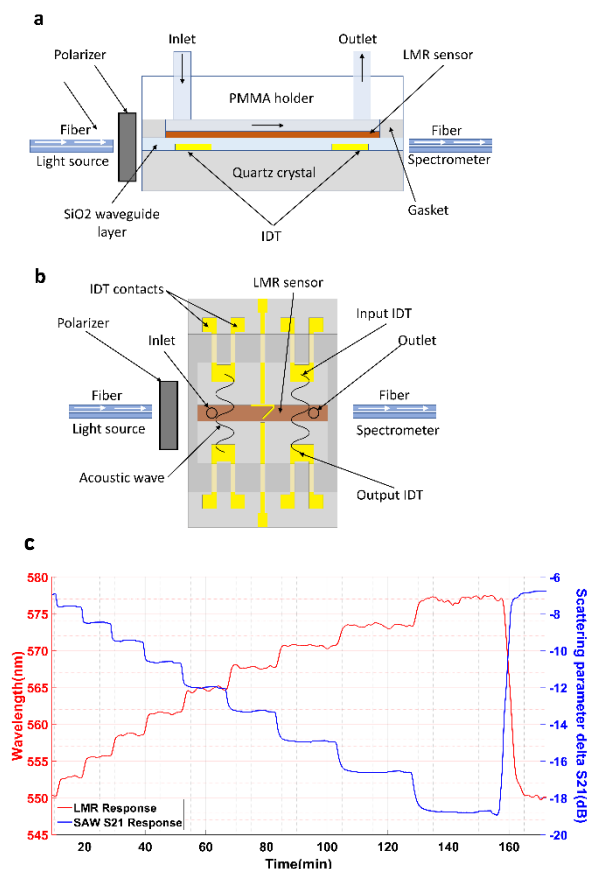 a
Polarizer
Inlet
Outlet
LMR sensor
PMMA holder
Fiber
Fiber
Light source
Spectrometer
Quartz crystal
SiO2 waveguide
layer
IDT
Gasket
b
IDT contacts
LMR sensor
Polarizer
Input IDT
Inlet
Outlet
Fiber
Fiber
Light source
Spectrometer
Acoustic wave
Output IDT
c
580
575
570
565
560
555
550
545
Wavelength(nm)
-6
-8
-10
-12
-14
-16
-18
-20
Scattering parameter delta S21(dB)
LMR Response
SAW S21 Response
20
40
60
80
100
120
140
160
Time(min)